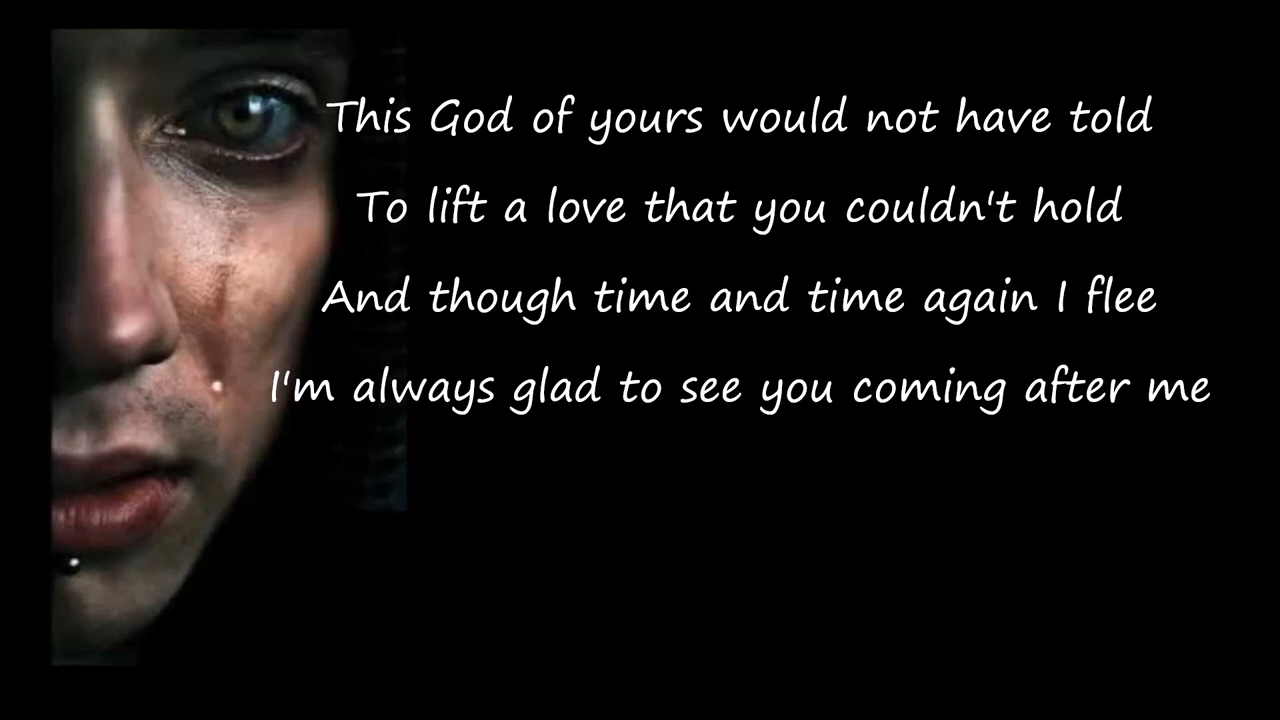 This God of yours would not have told
To lift a love that you couldn't hold
And though time and time again I flee
I'm always glad to see you coming after me